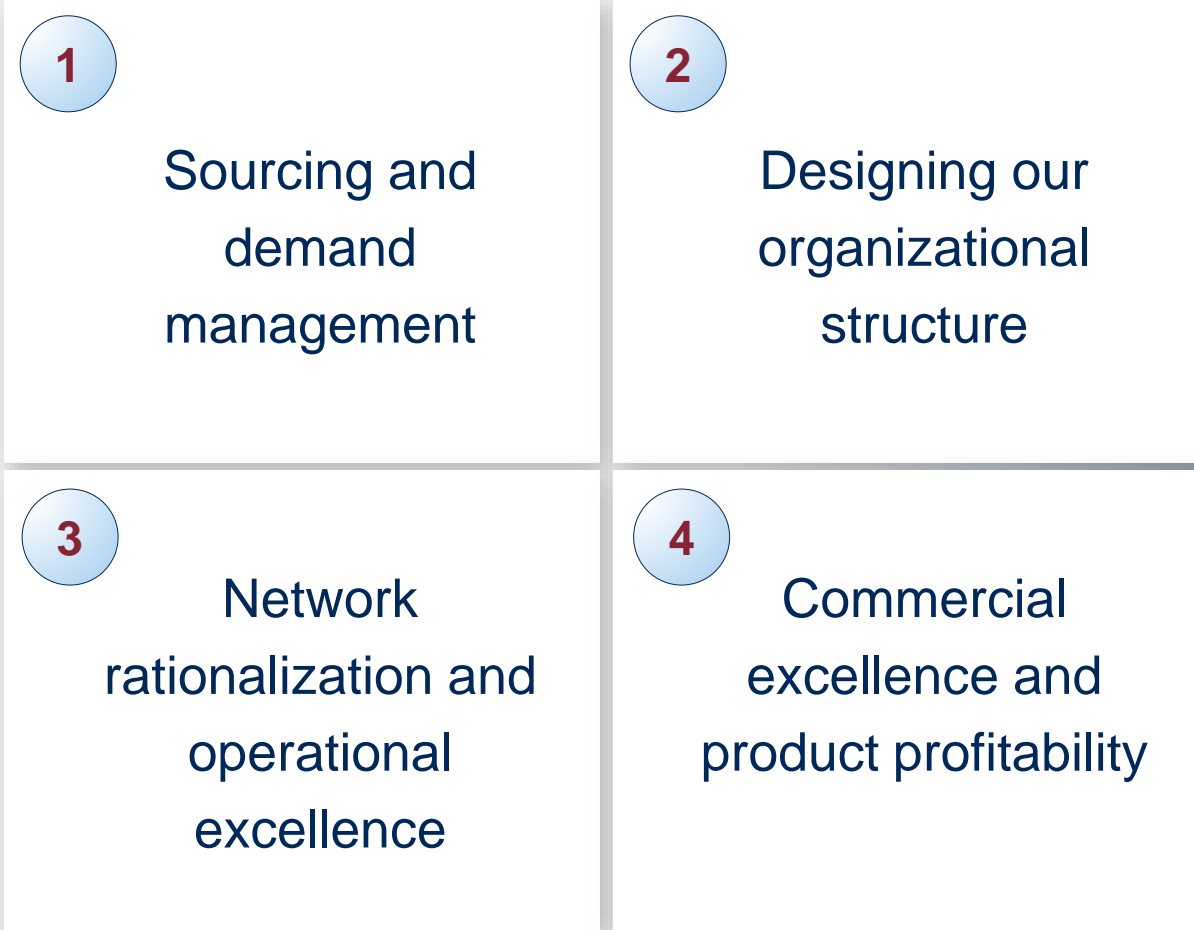 1
Sourcing and
demand
management
2
Designing our
organizational
structure
3
Network
rationalization and
operational
excellence
4
Commercial
excellence and
product profitability